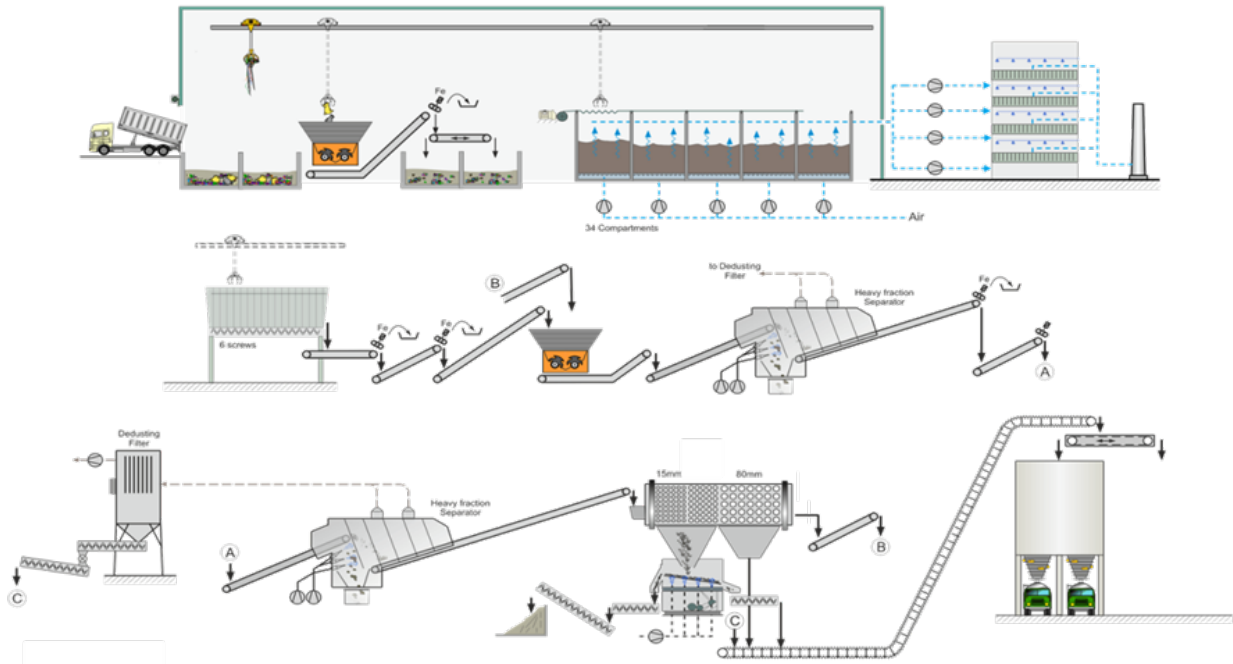 Fe
Air
34 Compartments
B
to Dedusting
Filter
Heavy fraction
Separator
Fe
Fe
Fe
6 screws
A
Dedusting
Filter
Heavy fraction
Separator
15mm
80mm
A
B
C
C